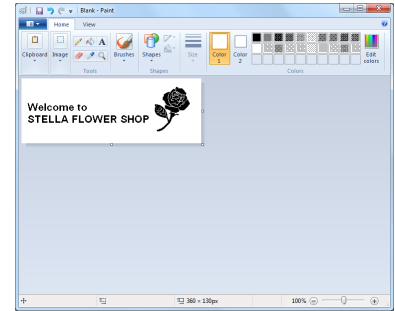 Blank - Paint
Home View
Clipboard Image Tools Brushes Shapes Shapes Size Color 1 Color 2 Colors Edit colors
Welcome to
STELLA FLOWER SHOP
360 × 130px 100%